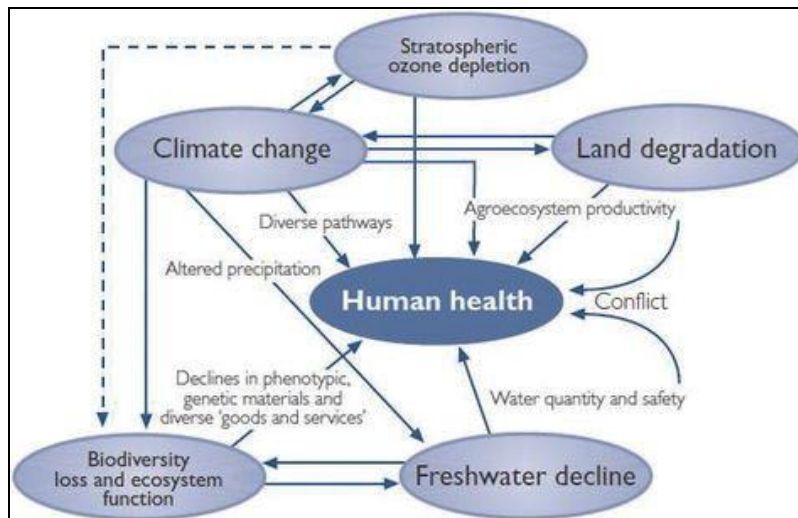 Stratospheric
ozone depletion
Climate change
Land degradation
Diverse pathways
Agroecosystem productivity
Altered precipitation
Human health
Conflict
Declines in phenotypic,
genetic materials and
diverse 'goods and services'
Water quantity and safety
Biodiversity
loss and ecosystem
function
Freshwater decline